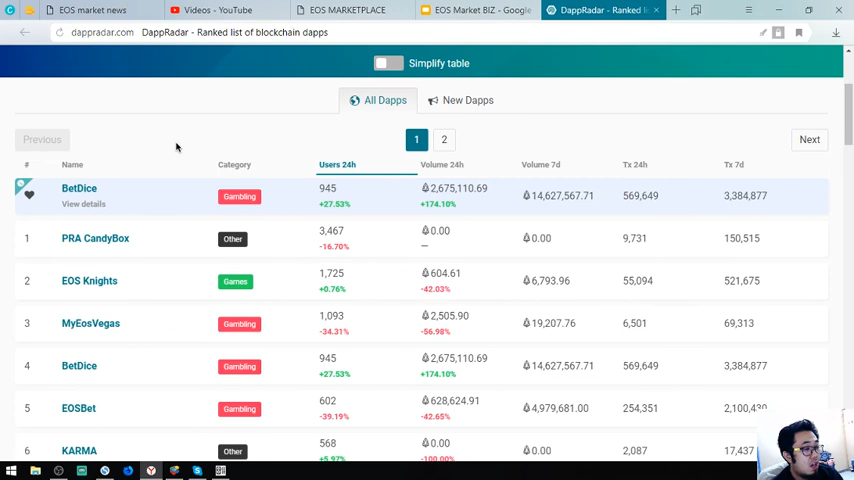 EOS market news
Videos - YouTube
EOS MARKETPLACE
EOS Market BIZ - Google
DappRadar - Ranked li
dappradar.com DappRadar - Ranked list of blockchain dapps
Simplify table
All Dapps New Dapps
Previous 1 2 Next
# Name Category Users 24h Volume 24h Volume 7d Tx 24h Tx 7d
BetDice Gambling 945 2,675,110.69 14,627,567.71 569,649 3,384,877
View details +27.53% +174.10%
1 PRA CandyBox Other 3,467 0.00 0.00 9,731 150,515
-16.70% —
2 EOS Knights Games 1,725 604.61 6,793.96 55,094 521,675
+0.76% -42.03%
3 MyEosVegas Gambling 1,093 2,505.90 19,207.76 6,501 69,313
-34.31% -56.98%
4 BetDice Gambling 945 2,675,110.69 14,627,567.71 569,649 3,384,877
+27.53% +174.10%
5 EOSBet Gambling 602 628,624.91 4,979,681.00 254,351 2,100,430
-39.19% -42.65%
6 KARMA Other 568 0.00 0.00 2,087 17,437
+5.97% -100.00%